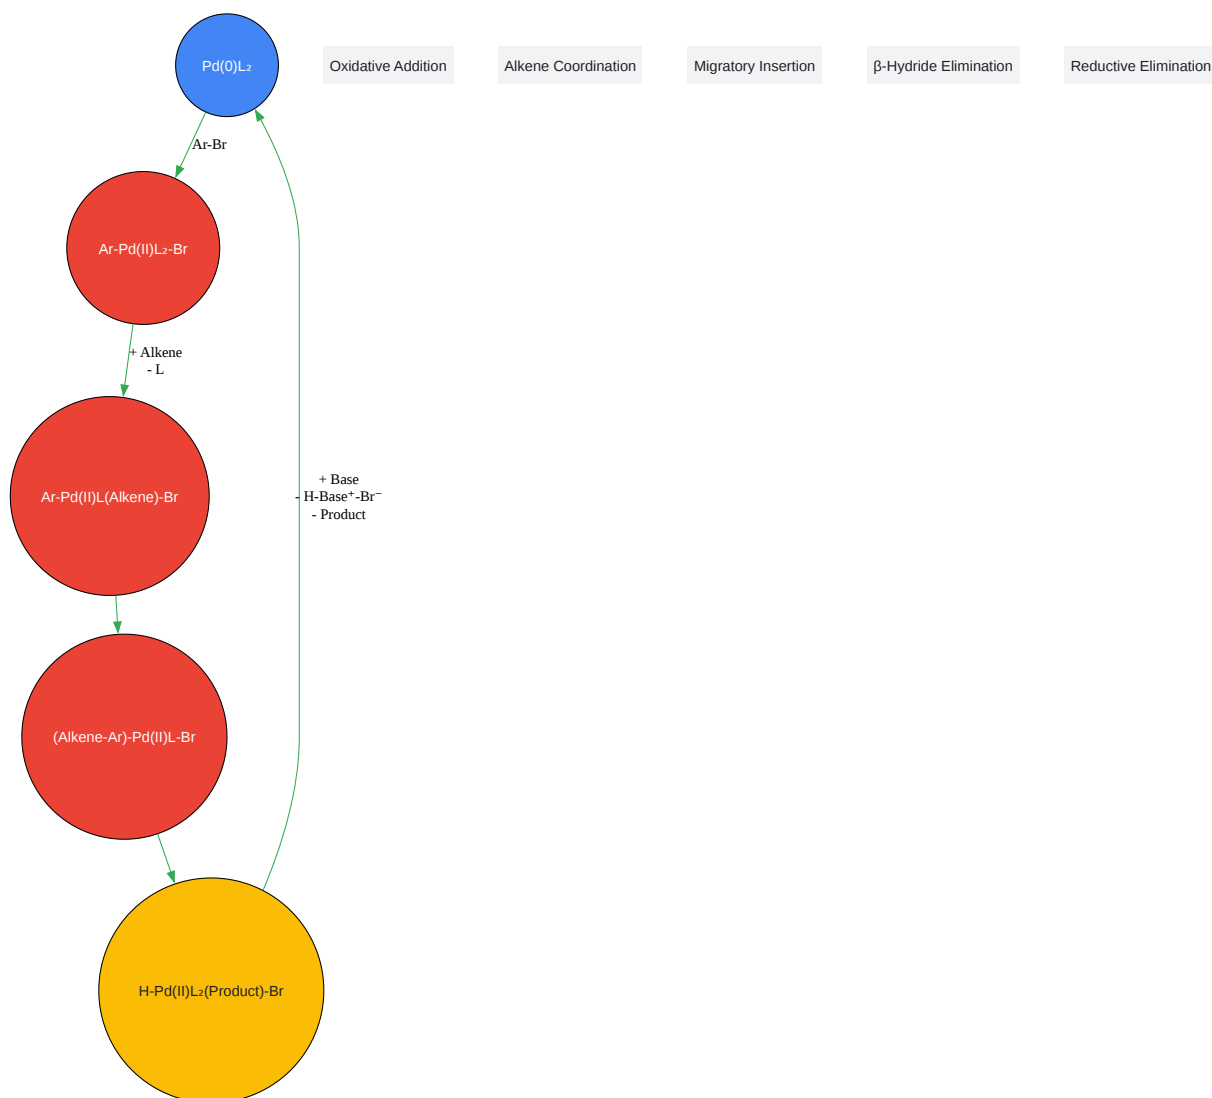 Pd(0)L₂
Oxidative Addition
Alkene Coordination
Migratory Insertion
β-Hydride Elimination
Reductive Elimination
Ar-Br
Ar-Pd(II)L₂-Br
+ Alkene
- L
Ar-Pd(II)L(Alkene)-Br
+ Base
- H-Base⁺-Br⁻
- Product
(Alkene-Ar)-Pd(II)L-Br
H-Pd(II)L₂(Product)-Br